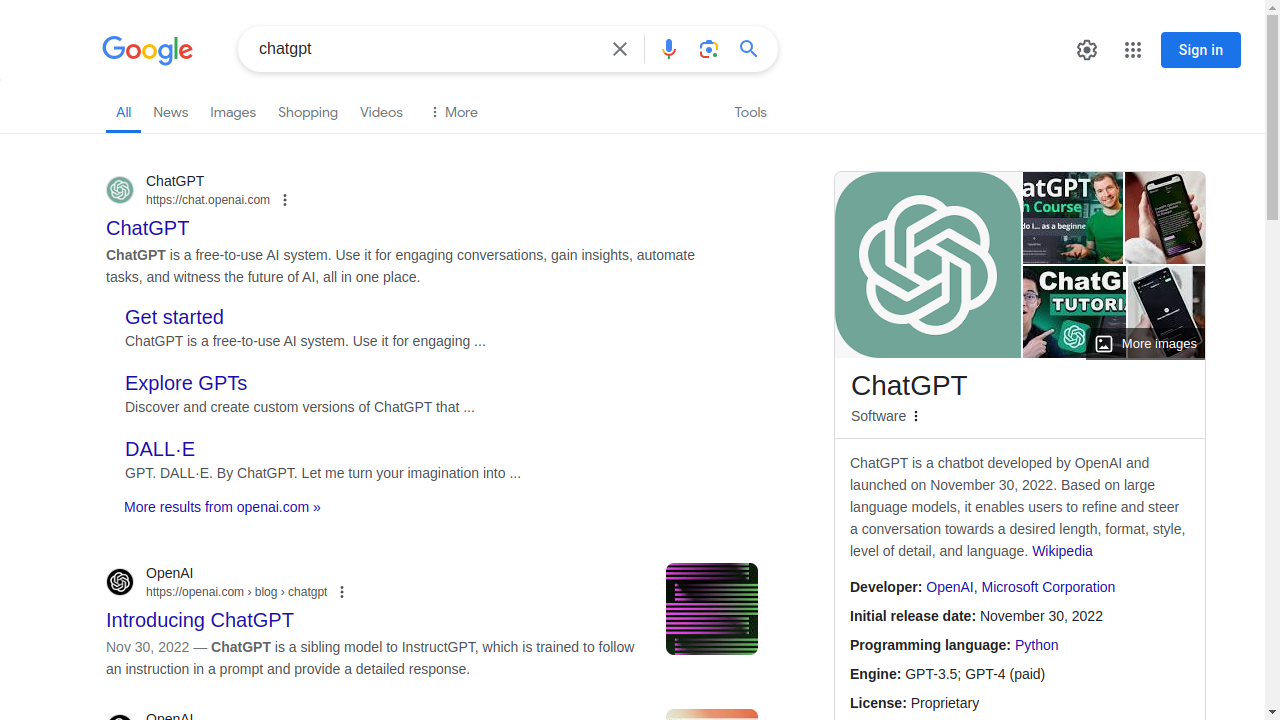 Google
chatgpt
Sign in
All
News
Images
Shopping
Videos
More
Tools
ChatGPT
https://chat.openai.com
ChatGPT
ChatGPT is a free-to-use AI system. Use it for engaging conversations, gain insights, automate
tasks, and witness the future of AI, all in one place.
Get started
ChatGPT is a free-to-use AI system. Use it for engaging ...
Explore GPTs
Discover and create custom versions of ChatGPT that ...
DALL·E
GPT. DALL·E. By ChatGPT. Let me turn your imagination into ...
More results from openai.com »
OpenAI
https://openai.com › blog › chatgpt
Introducing ChatGPT
Nov 30, 2022 — ChatGPT is a sibling model to InstructGPT, which is trained to follow
an instruction in a prompt and provide a detailed response.
OpenAI
atGPT
Course
do I... as a beginne
ChatG
TUTORI
More images
ChatGPT
Software
ChatGPT is a chatbot developed by OpenAI and
launched on November 30, 2022. Based on large
language models, it enables users to refine and steer
a conversation towards a desired length, format, style,
level of detail, and language. Wikipedia
Developer: OpenAI, Microsoft Corporation
Initial release date: November 30, 2022
Programming language: Python
Engine: GPT-3.5; GPT-4 (paid)
License: Proprietary